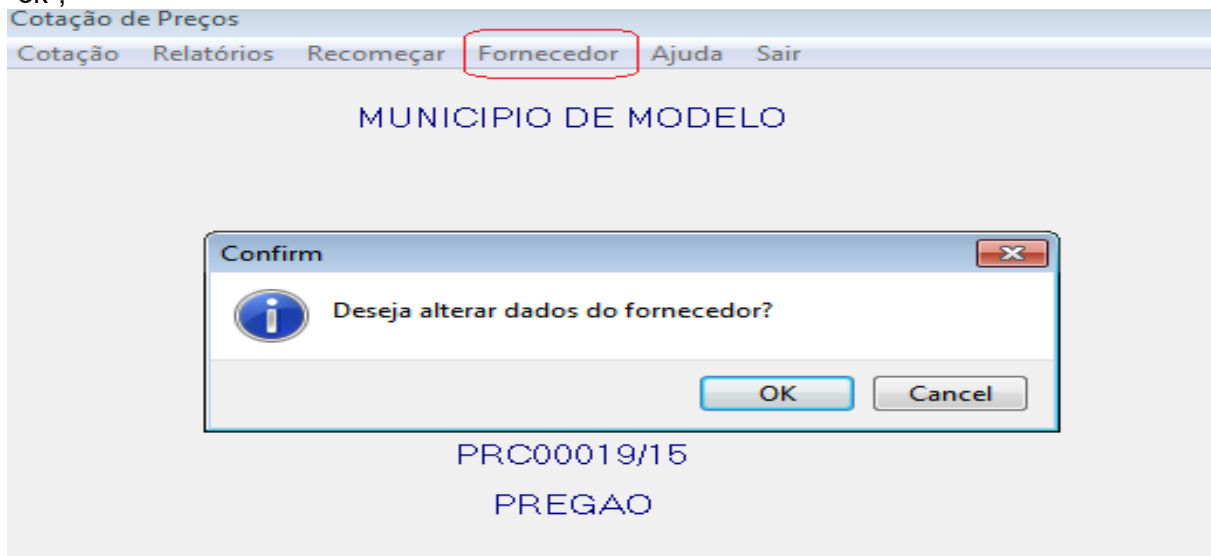 ok",
Cotação de Preços
Cotação Relatórios Recomeçar Fornecedor Ajuda Sair
MUNICIPIO DE MODELO
Confirm
Deseja alterar dados do fornecedor?
OK Cancel
PRC00019/15
PREGAO